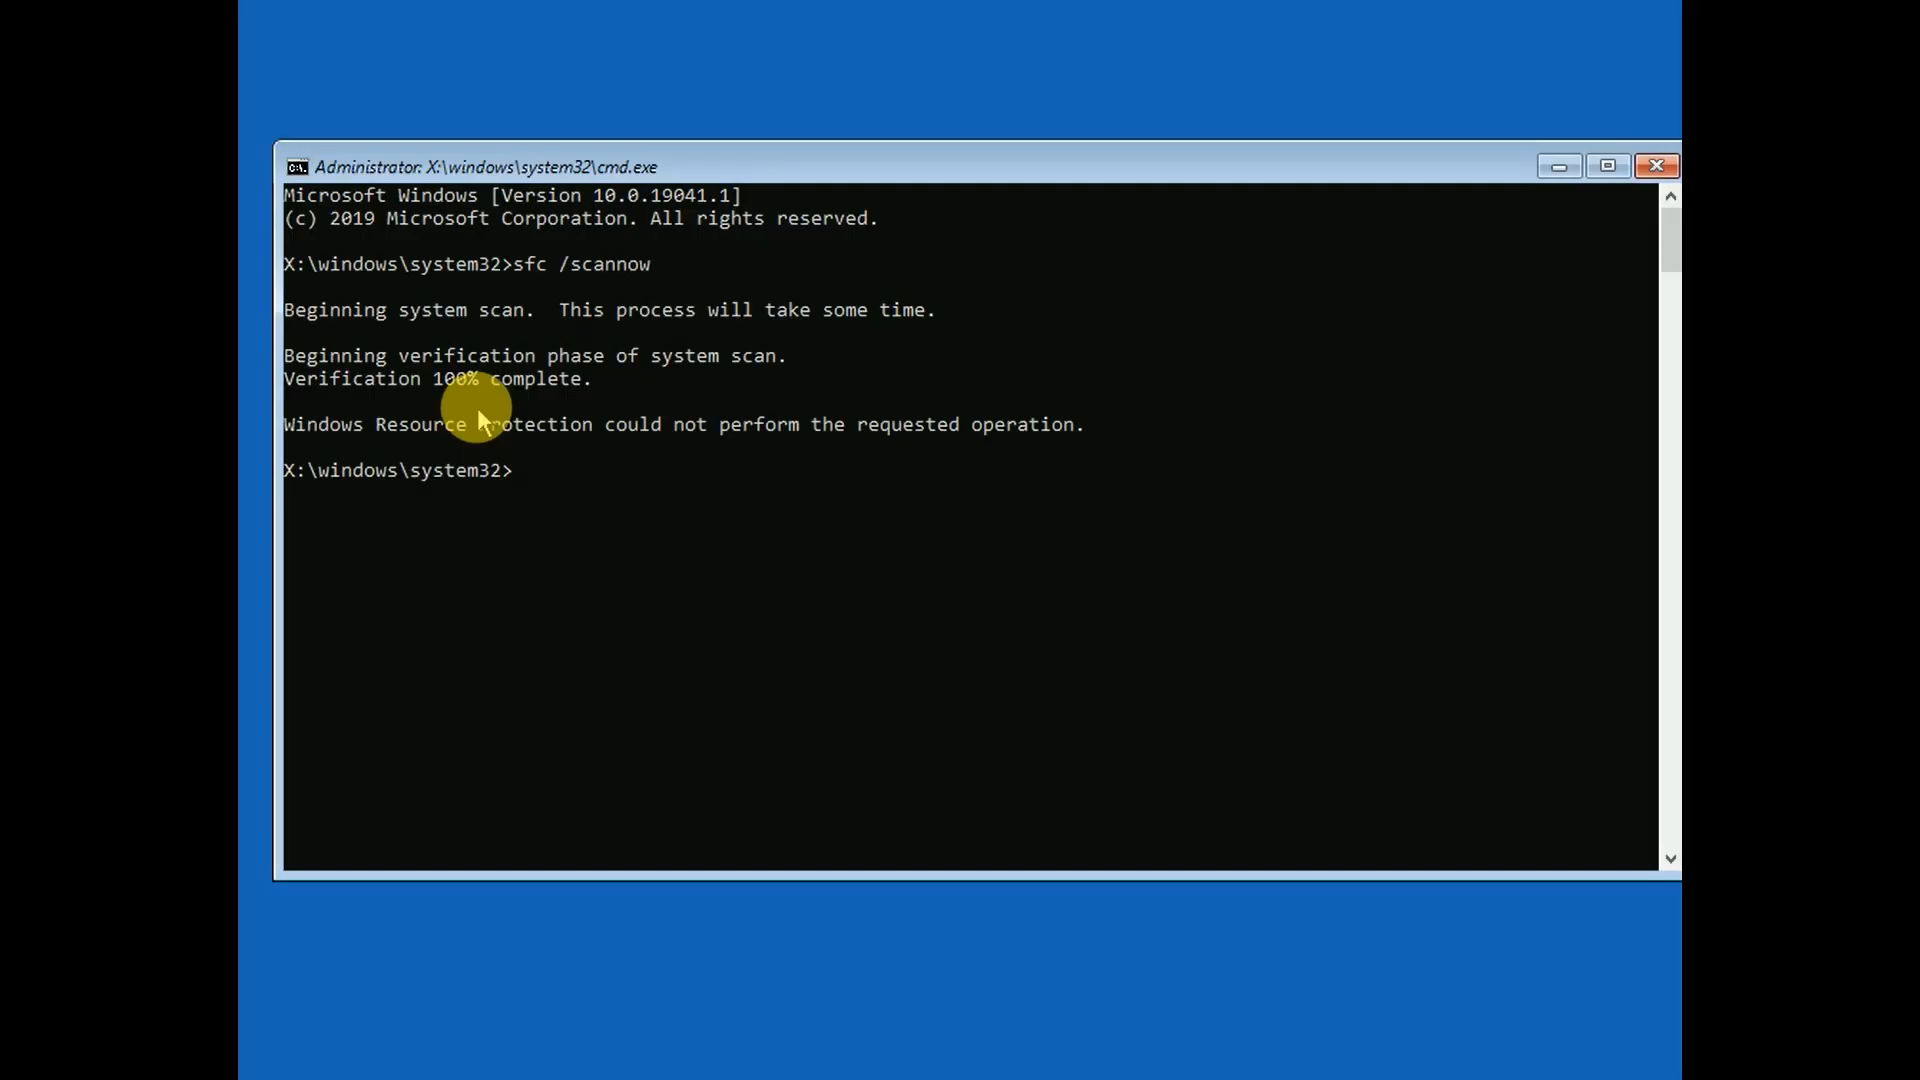 Administrator: X:\windows\system32\cmd.exe
Microsoft Windows [Version 10.0.19041.1]
(c) 2019 Microsoft Corporation. All rights reserved.
X:\windows\system32>sfc /scannow
Beginning system scan.  This process will take some time.
Beginning verification phase of system scan.
Verification 100% complete.
Windows Resource Protection could not perform the requested operation.
X:\windows\system32>